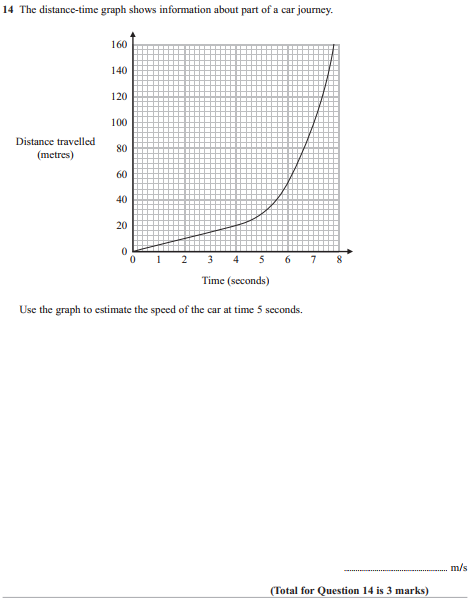 14 The distance-time graph shows information about part of a car journey.
160
140
120
100
Distance travelled
(metres)
80
60
40
20
0
0 1 2 3 4 5 6 7 8
Time (seconds)
Use the graph to estimate the speed of the car at time 5 seconds.
.................................. m/s
(Total for Question 14 is 3 marks)